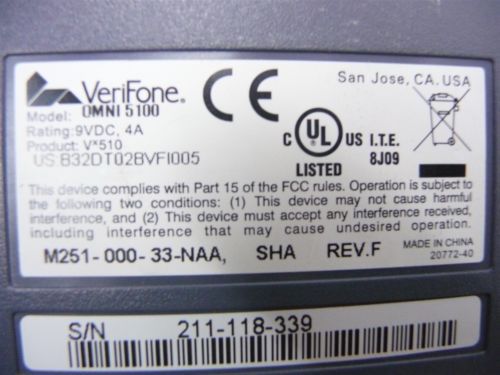 VeriFone.
Model: OMNI 5100
Rating: 9VDC, 4A
Product: Vx510
US:B32DT02BVFI005
CE
San Jose, CA. USA
C UL US I.T.E.
LISTED 8J09
This device complies with Part 15 of the FCC rules. Operation is subject to
the following two conditions: (1) This device may not cause harmful
interference, and (2) This device must accept any interference received,
including interference that may cause undesired operation.
M251-000-33-NAA, SHA REV.F
MADE IN CHINA
20772-40
S/N 211-118-339